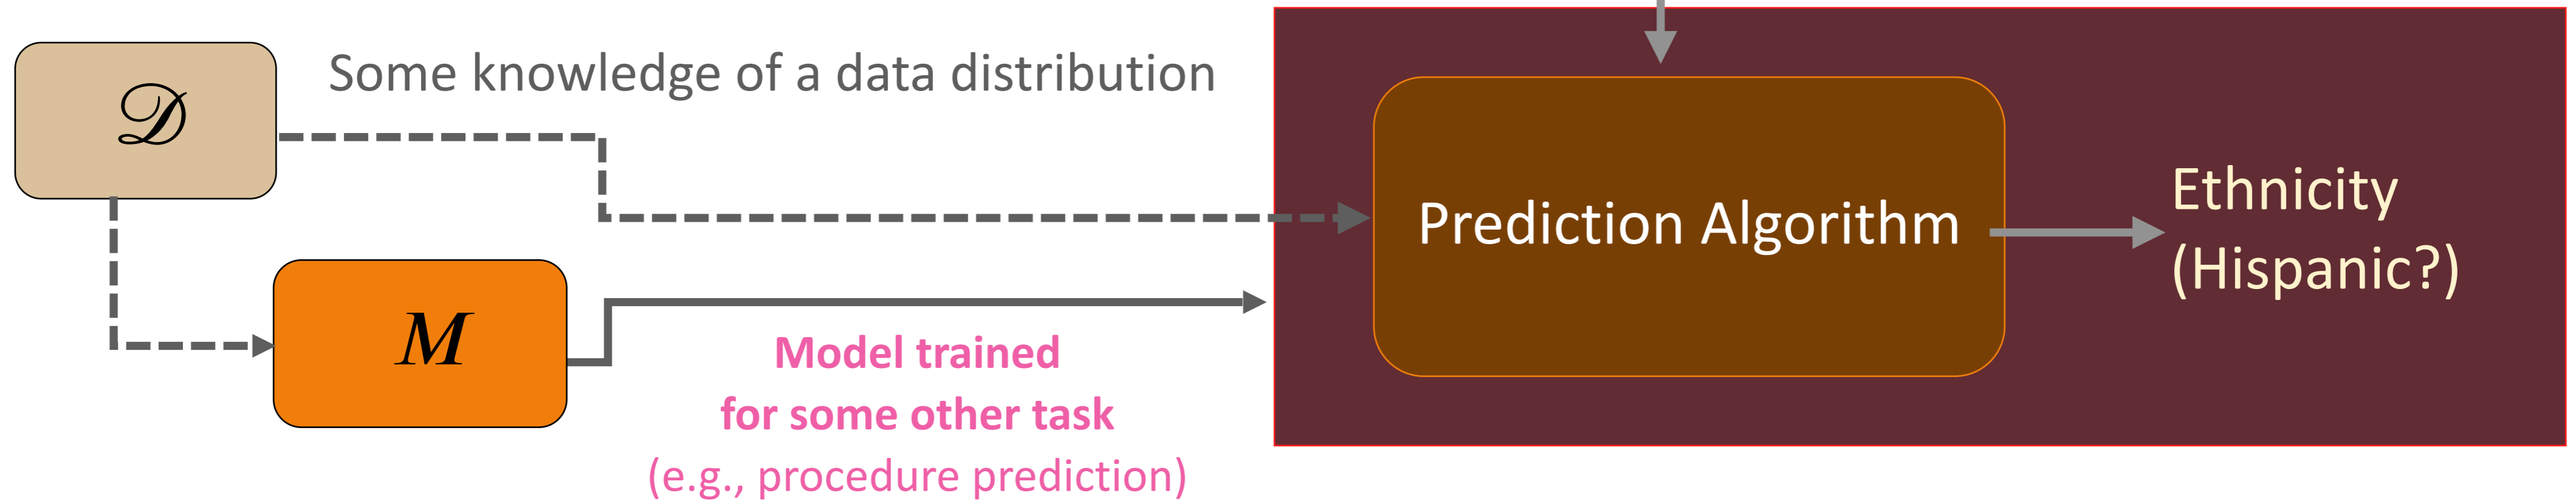 𝒟
Some knowledge of a data distribution
M
Model trained
for some other task
(e.g., procedure prediction)
Prediction Algorithm
Ethnicity
(Hispanic?)